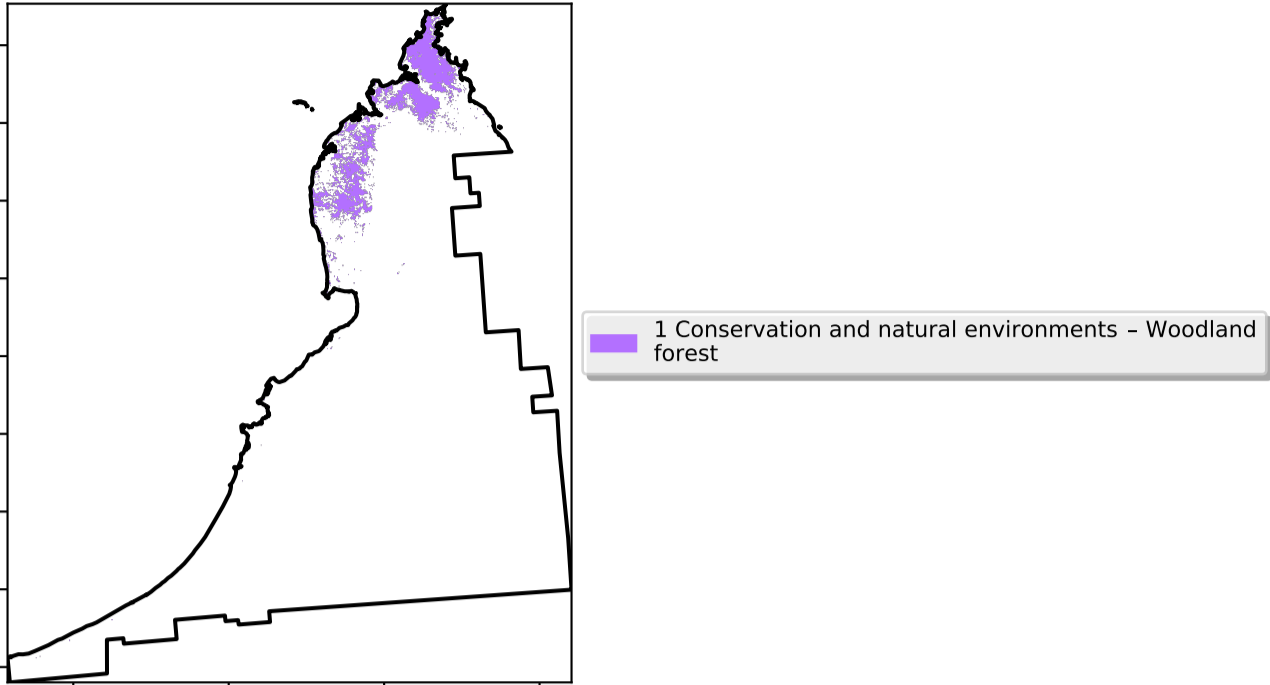 1 Conservation and natural environments – Woodland
forest